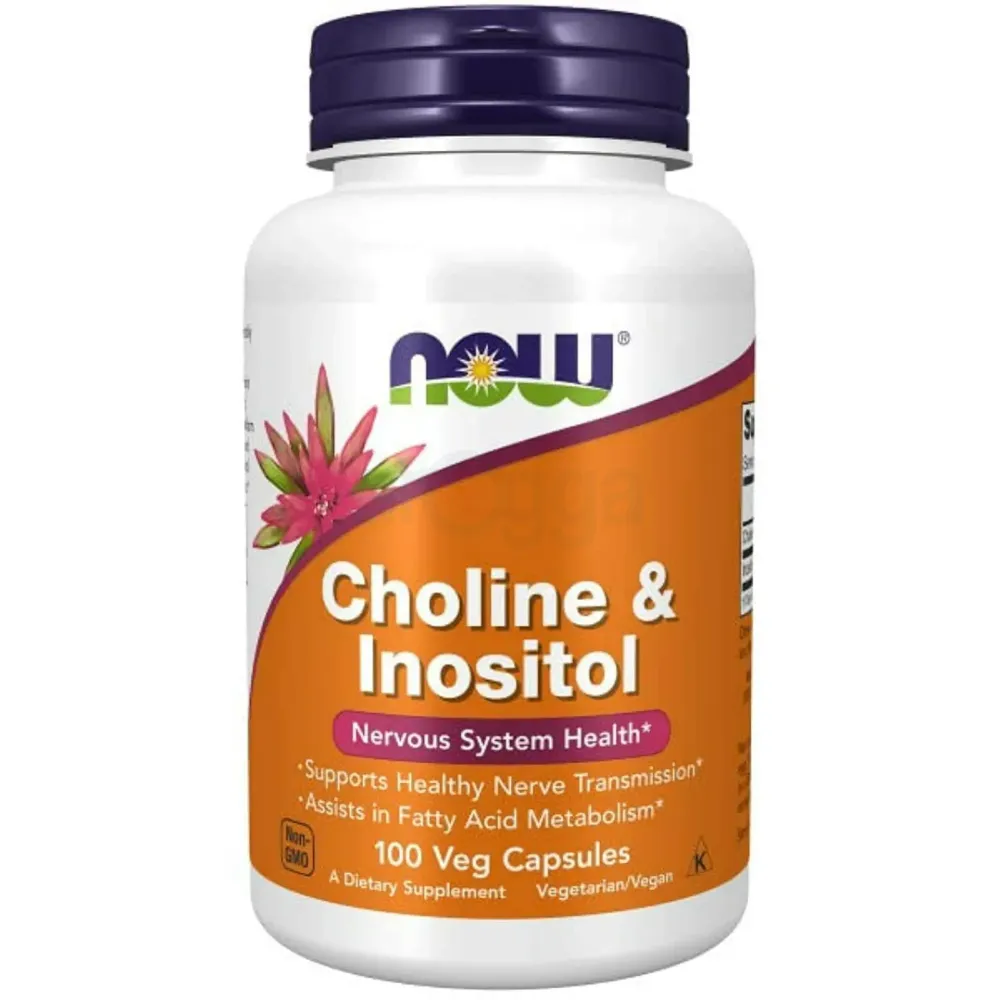 NOW®
Choline &
Inositol
Nervous System Health*
•Supports Healthy Nerve Transmission*
•Assists in Fatty Acid Metabolism*
Non-
GMO
100 Veg Capsules
K
A Dietary Supplement Vegetarian/Vegan